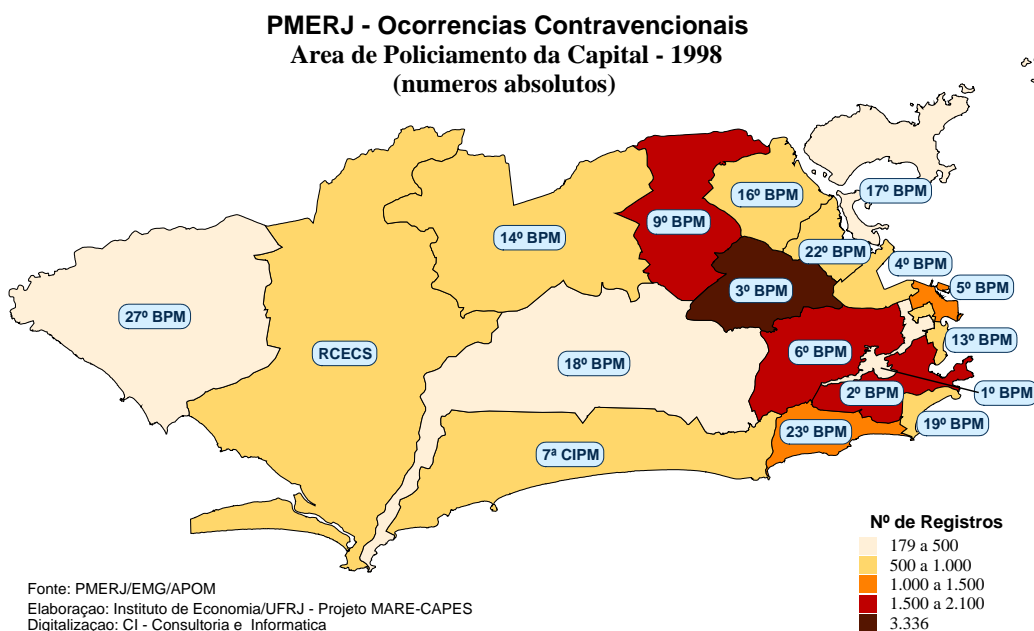 PMERJ - Ocorrencias Contravencionais
Area de Policiamento da Capital - 1998
(numeros absolutos)
17º BPM
16º BPM
9º BPM
14º BPM
22º BPM
4º BPM
5º BPM
3º BPM
27º BPM
13º BPM
RCECS
6º BPM
18º BPM
2º BPM
1º BPM
19º BPM
23º BPM
7ª CIPM
Nº de Registros
179 a 500
500 a 1.000
1.000 a 1.500
1.500 a 2.100
3.336
Fonte: PMERJ/EMG/APOM
Elaboraçao: Instituto de Economia/UFRJ - Projeto MARE-CAPES
Digitalizaçao: CI - Consultoria e Informatica